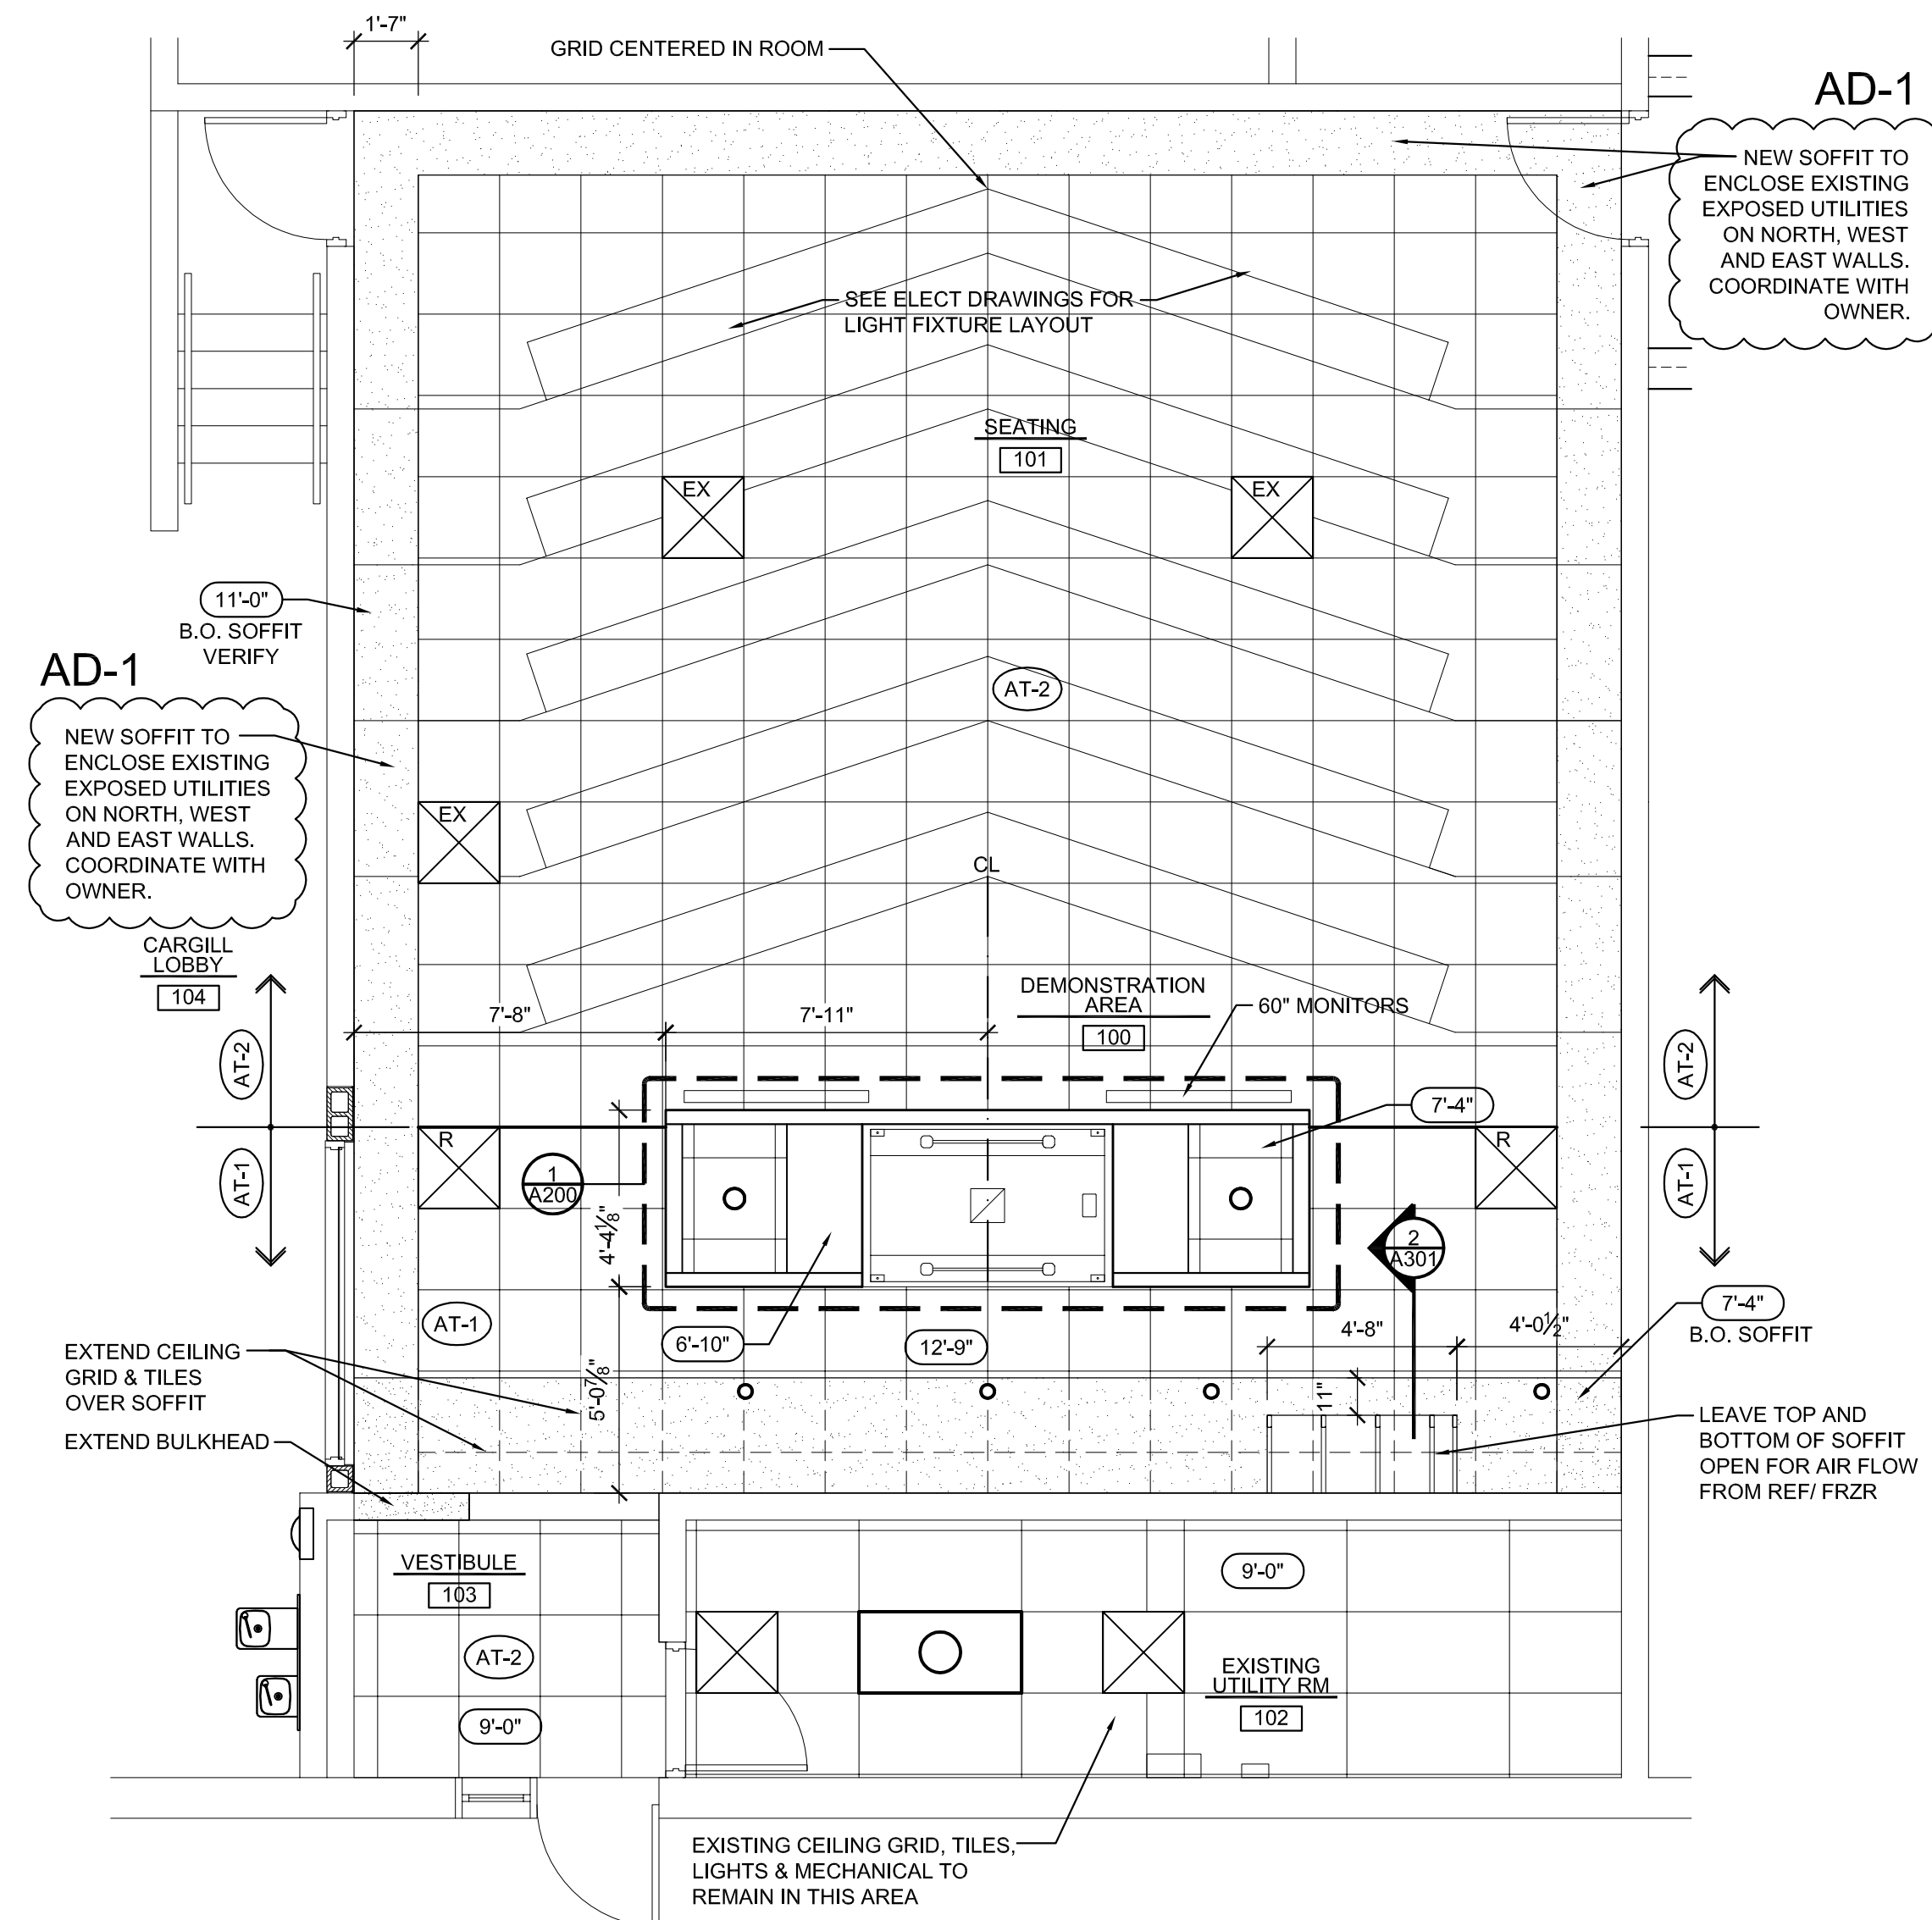 1'-7"
GRID CENTERED IN ROOM
AD-1
NEW SOFFIT TO
ENCLOSE EXISTING
EXPOSED UTILITIES
ON NORTH, WEST
AND EAST WALLS.
COORDINATE WITH
OWNER.
SEE ELECT DRAWINGS FOR
LIGHT FIXTURE LAYOUT
SEATING
101
EX
EX
11'-0"
B.O. SOFFIT
VERIFY
AD-1
NEW SOFFIT TO
ENCLOSE EXISTING
EXPOSED UTILITIES
ON NORTH, WEST
AND EAST WALLS.
COORDINATE WITH
OWNER.
AT-2
EX
CL
CARGILL
LOBBY
104
7'-8"
7'-11"
DEMONSTRATION
AREA
100
60" MONITORS
AT-2
AT-2
7'-4"
R
R
1
A200
AT-1
AT-1
4'-4⅛"
2
A301
AT-1
6'-10"
12'-9"
4'-8"
4'-0½"
7'-4"
B.O. SOFFIT
EXTEND CEILING
GRID & TILES
OVER SOFFIT
5'-0⅞"
11"
EXTEND BULKHEAD
LEAVE TOP AND
BOTTOM OF SOFFIT
OPEN FOR AIR FLOW
FROM REF/ FRZR
VESTIBULE
103
9'-0"
AT-2
9'-0"
EXISTING
UTILITY RM
102
EXISTING CEILING GRID, TILES,
LIGHTS & MECHANICAL TO
REMAIN IN THIS AREA